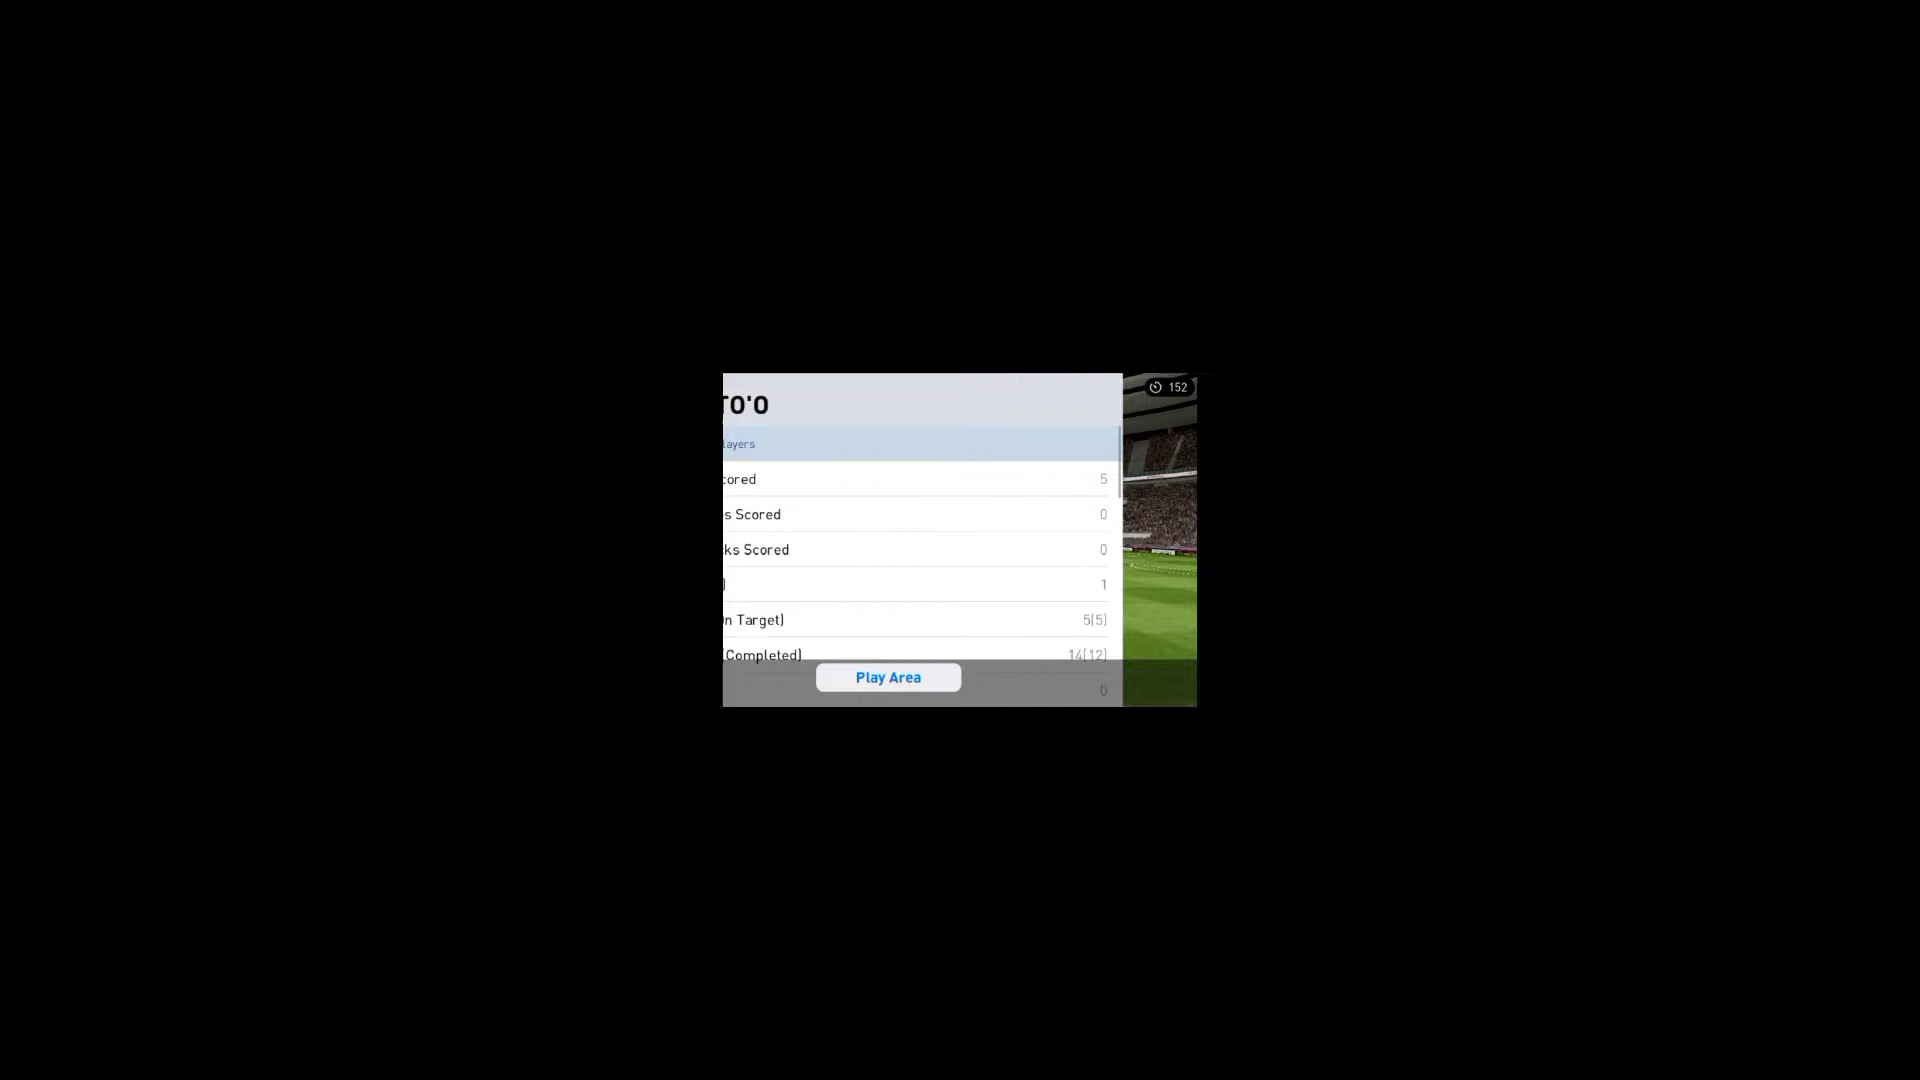 TO'O
152
layers
cored
5
s Scored
0
ks Scored
0
)
1
n Target)
5(5)
(Completed)
14(12)
Play Area
0